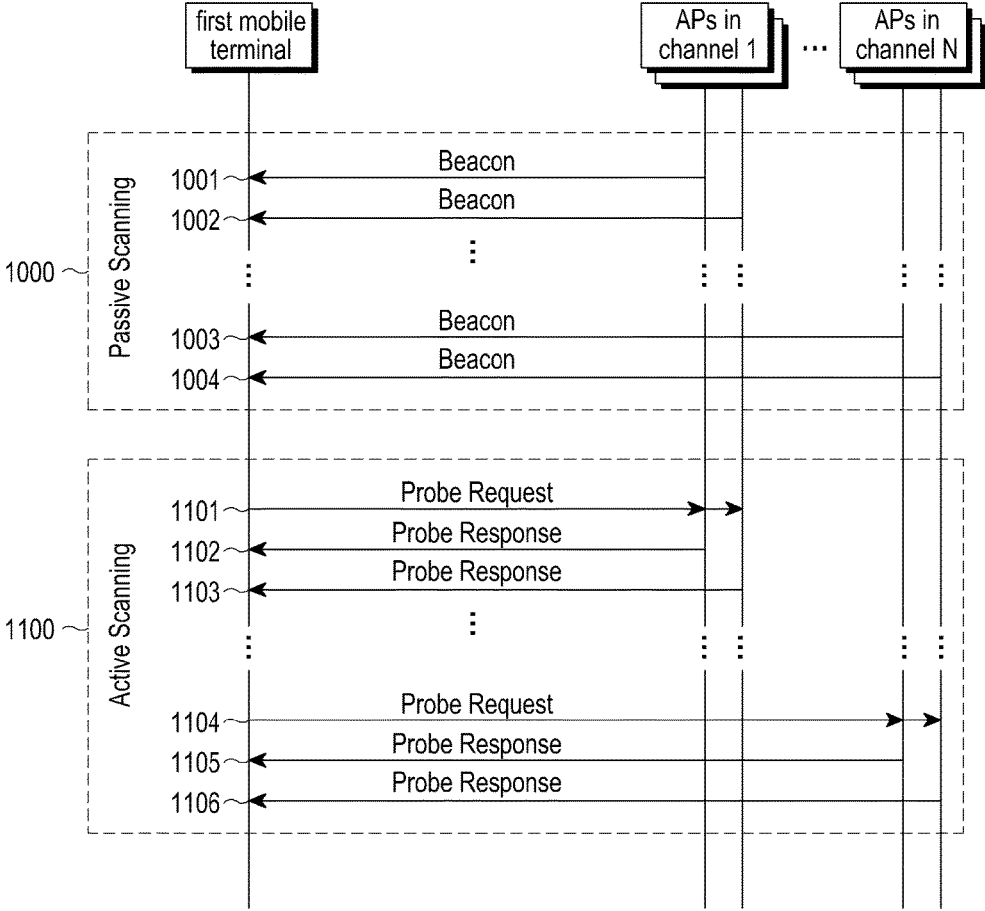 first mobile
terminal
APs in
channel 1
...
APs in
channel N
1000
Passive Scanning
Beacon
1001
Beacon
1002
Beacon
1003
Beacon
1004
1100
Active Scanning
Probe Request
1101
Probe Response
1102
Probe Response
1103
Probe Request
1104
Probe Response
1105
Probe Response
1106